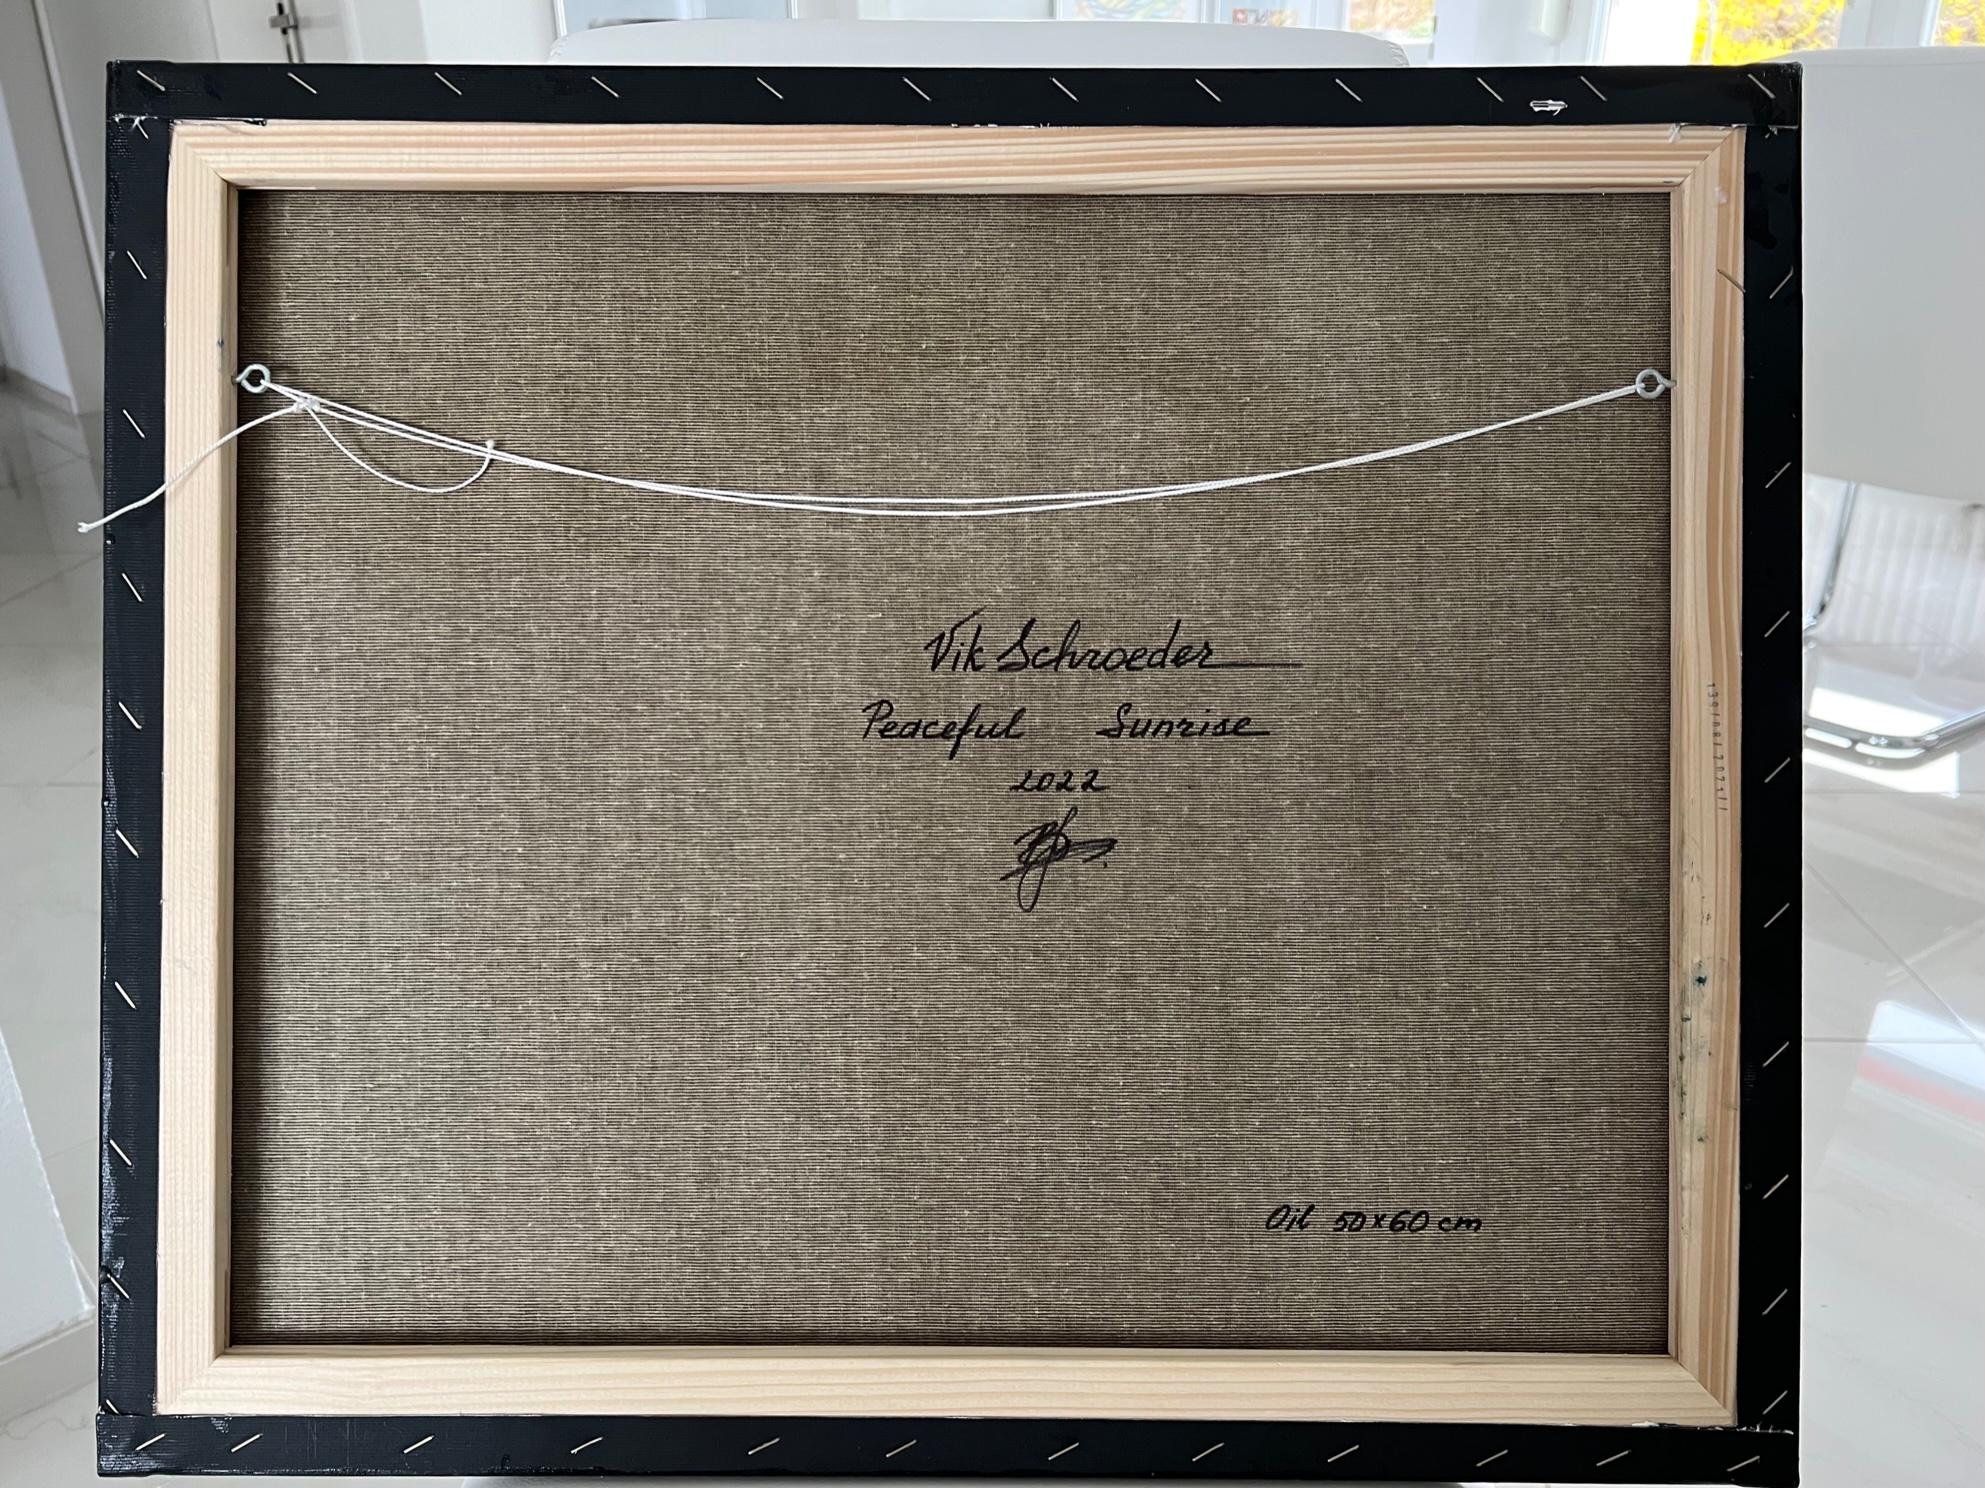 Vik Schroeder
Peaceful Sunrise
2022
Oil 50x60 cm